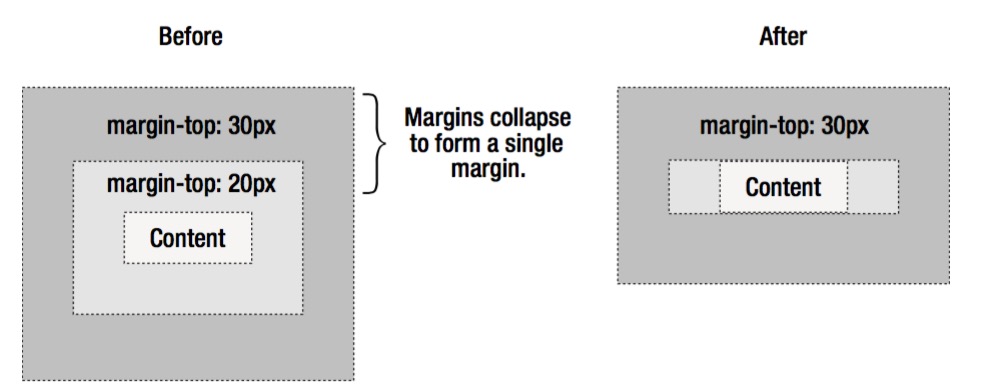 Before
After
margin-top: 30px
Margins collapse
to form a single
margin.
margin-top: 20px
Content
margin-top: 30px
Content